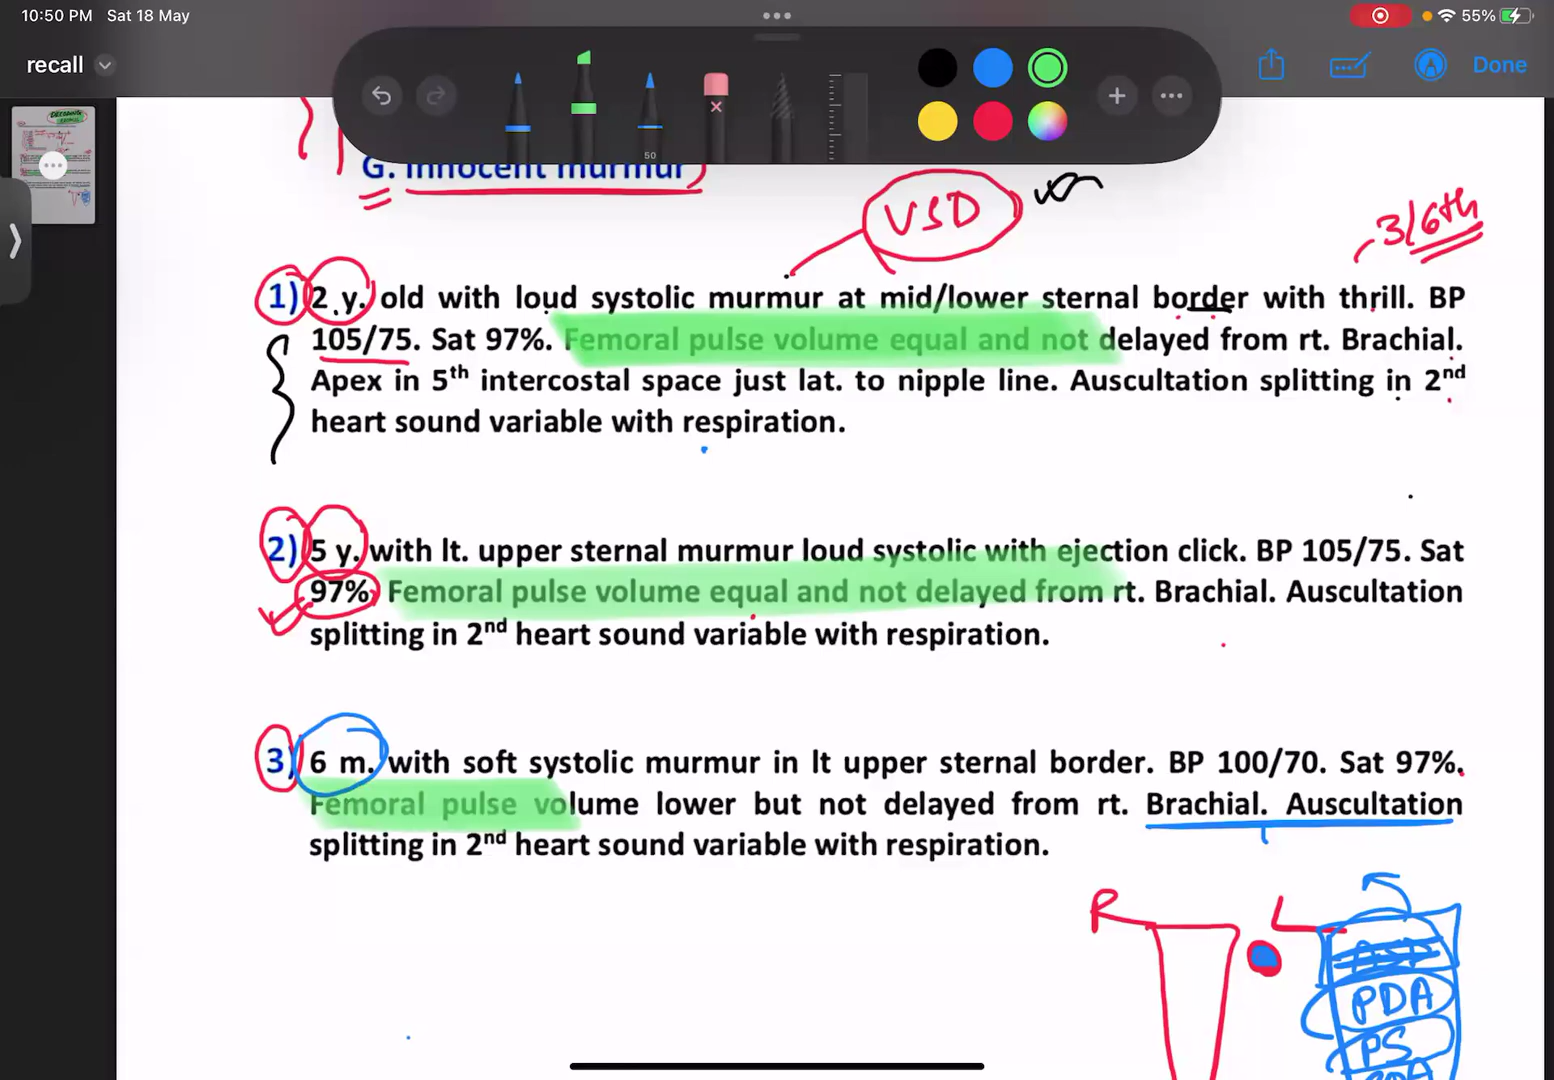 10:50 PM Sat 18 May
55%
recall
Done
50
G. Innocent murmur
VSD
3/6th
1) 2 y. old with loud systolic murmur at mid/lower sternal border with thrill. BP
105/75. Sat 97%. Femoral pulse volume equal and not delayed from rt. Brachial.
Apex in 5th intercostal space just lat. to nipple line. Auscultation splitting in 2nd
heart sound variable with respiration.
2) 5 y. with lt. upper sternal murmur loud systolic with ejection click. BP 105/75. Sat
97% Femoral pulse volume equal and not delayed from rt. Brachial. Auscultation
splitting in 2nd heart sound variable with respiration.
3) 6 m. with soft systolic murmur in lt upper sternal border. BP 100/70. Sat 97%.
Femoral pulse volume lower but not delayed from rt. Brachial. Auscultation
splitting in 2nd heart sound variable with respiration.
R L
PDA
PS